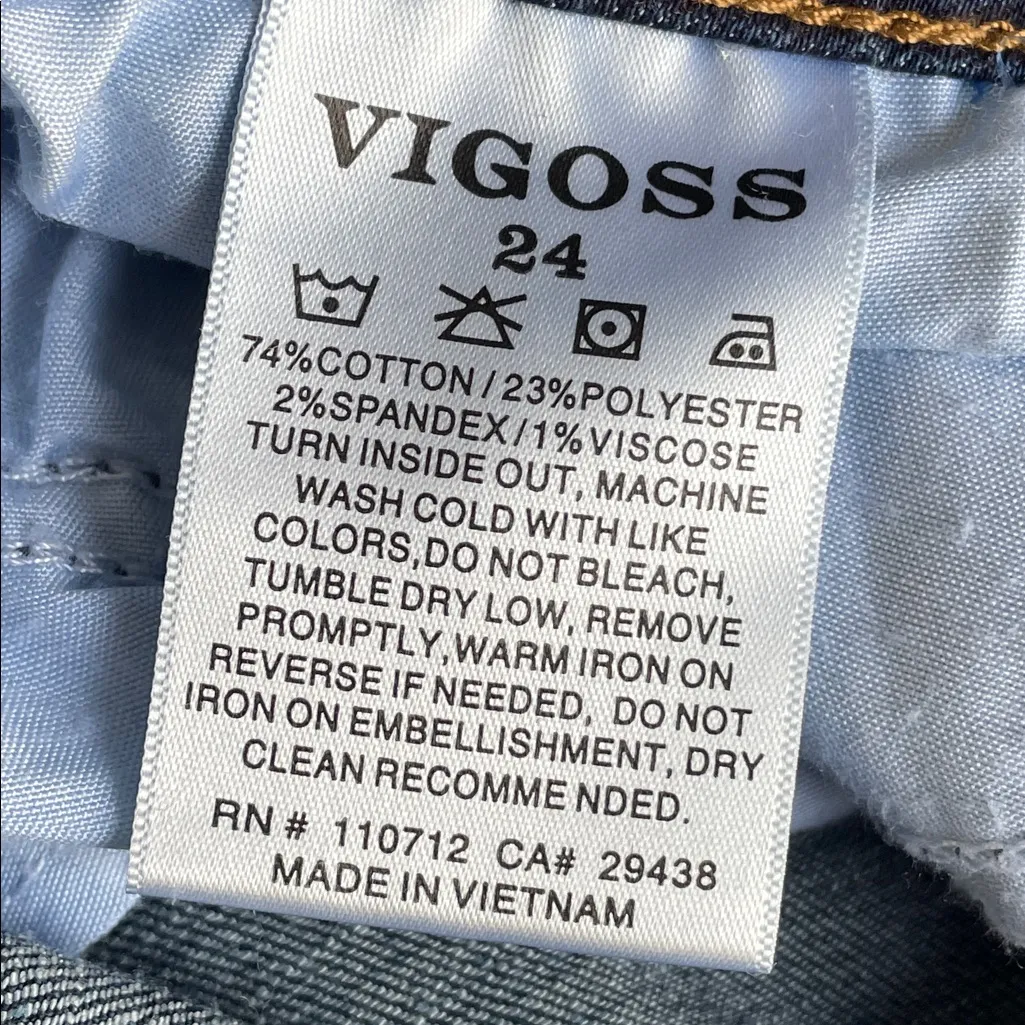 VIGOSS
24
74%COTTON/23%POLYESTER
2%SPANDEX/1%VISCOSE
TURN INSIDE OUT, MACHINE
WASH COLD WITH LIKE
COLORS,DO NOT BLEACH,
TUMBLE DRY LOW, REMOVE
PROMPTLY,WARM IRON ON
REVERSE IF NEEDED, DO NOT
IRON ON EMBELLISHMENT, DRY
CLEAN RECOMME NDED.
RN # 110712 CA# 29438
MADE IN VIETNAM